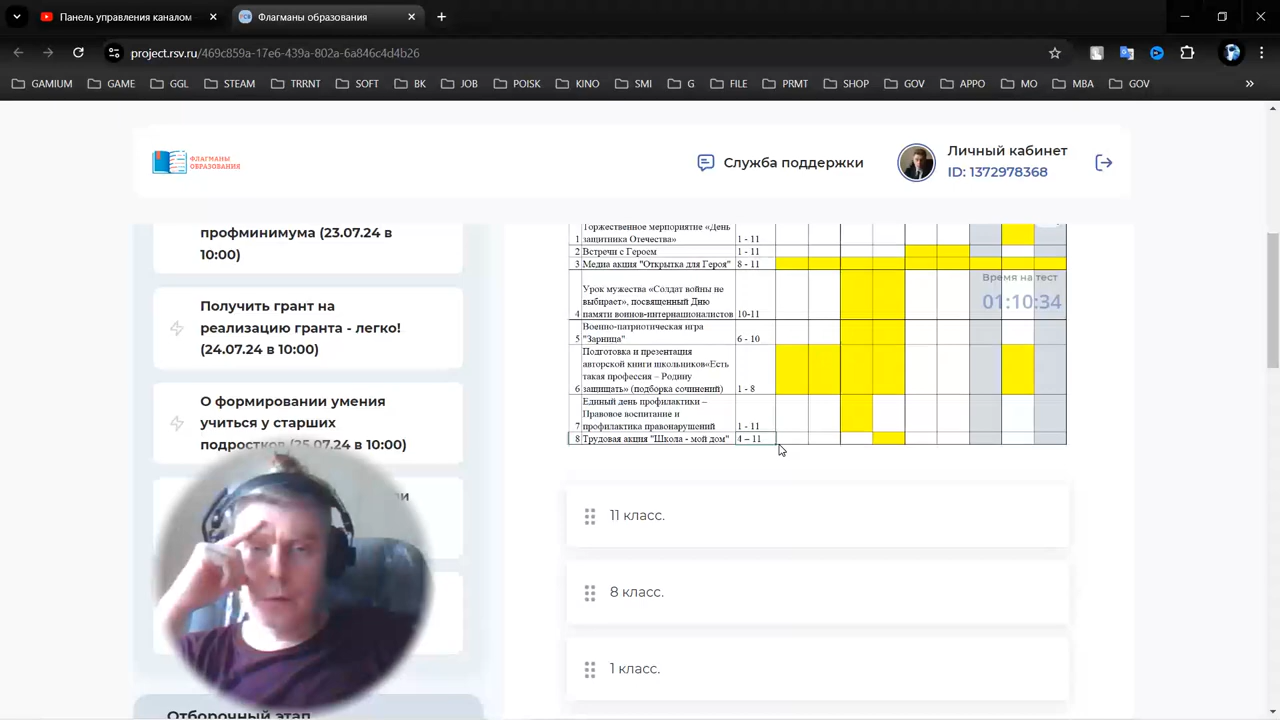 Панель управления каналом
Флагманы образования
project.rsv.ru/469c859a-17e6-439a-802a-6a846c4d4b26
GAMIUM GAME GGL STEAM TRRNT SOFT BK JOB POISK KINO SMI G FILE PRMT SHOP GOV APPO MO MBA GOV
ФЛАГМАНЫ
ОБРАЗОВАНИЯ
Служба поддержки
Личный кабинет
ID: 1372978368
профминимума (23.07.24 в
10:00)
Получить грант на
реализацию гранта - легко!
(24.07.24 в 10:00)
О формировании умения
учиться у старших
подростков (25.07.24 в 10:00)
Отборочный этап
Торжественное мероприятие «День
1 защитника Отечества» 1 - 11
2 Встречи с Героем 1 - 11
3 Медиа акция "Открытка для Героя" 8 - 11
Урок мужества «Солдат войны не
выбирает», посвященный Дню
4 памяти воинов-интернационалистов 10-11
Военно-патриотическая игра
5 "Зарница" 6 - 10
Подготовка и презентация
авторской книги школьников«Есть
такая профессия – Родину
6 защищать» (подборка сочинений) 1 - 8
Единый день профилактики –
Правовое воспитание и
7 профилактика правонарушений 1 - 11
8 Трудовая акция "Школа - мой дом" 4 – 11
Время на тест
01:10:34
11 класс.
8 класс.
1 класс.